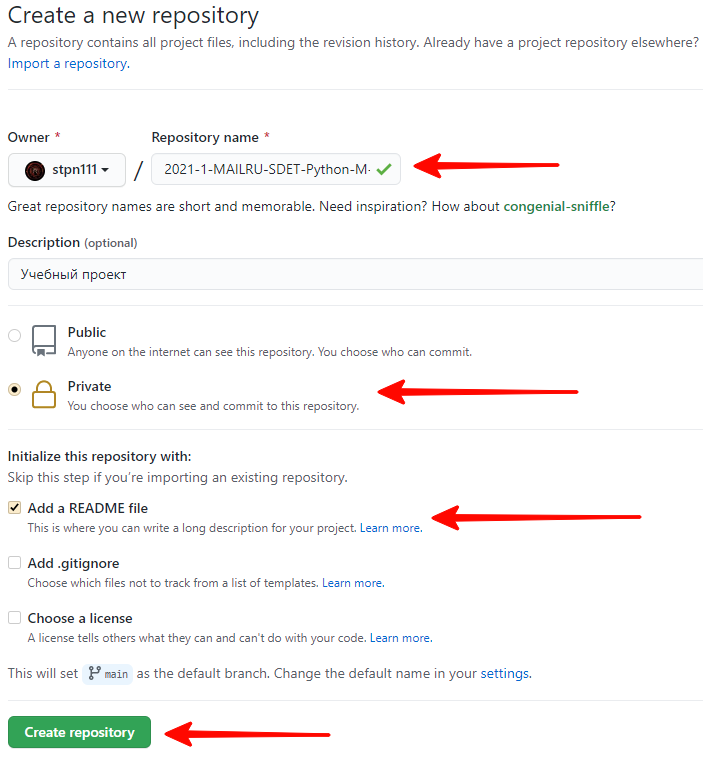 Create a new repository
A repository contains all project files, including the revision history. Already have a project repository elsewhere?
Import a repository.
Owner * Repository name *
stpn111 / 2021-1-MAILRU-SDET-Python-M-
Great repository names are short and memorable. Need inspiration? How about congenial-sniffle?
Description (optional)
Учебный проект
Public
Anyone on the internet can see this repository. You choose who can commit.
Private
You choose who can see and commit to this repository.
Initialize this repository with:
Skip this step if you're importing an existing repository.
Add a README file
This is where you can write a long description for your project. Learn more.
Add .gitignore
Choose which files not to track from a list of templates. Learn more.
Choose a license
A license tells others what they can and can't do with your code. Learn more.
This will set main as the default branch. Change the default name in your settings.
Create repository